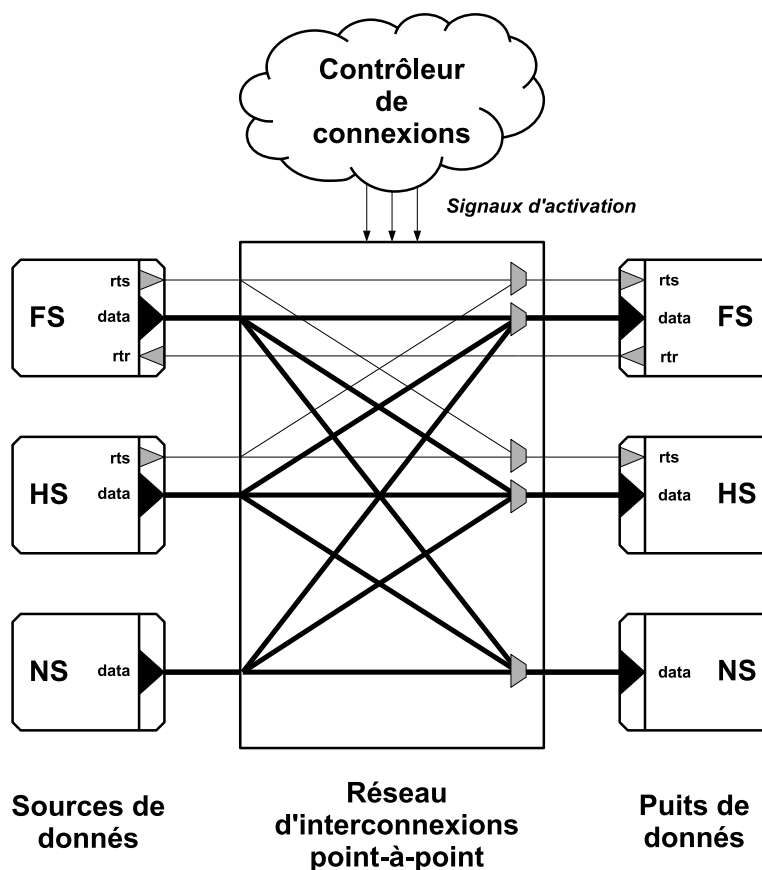 Contrôleur
de
connexions
Signaux d'activation
rts
FS
data
rtr
rts
data
FS
rtr
rts
HS
data
rts
data
HS
NS
data
data
NS
Sources de
donnés
Réseau
d'interconnexions
point-à-point
Puits de
donnés